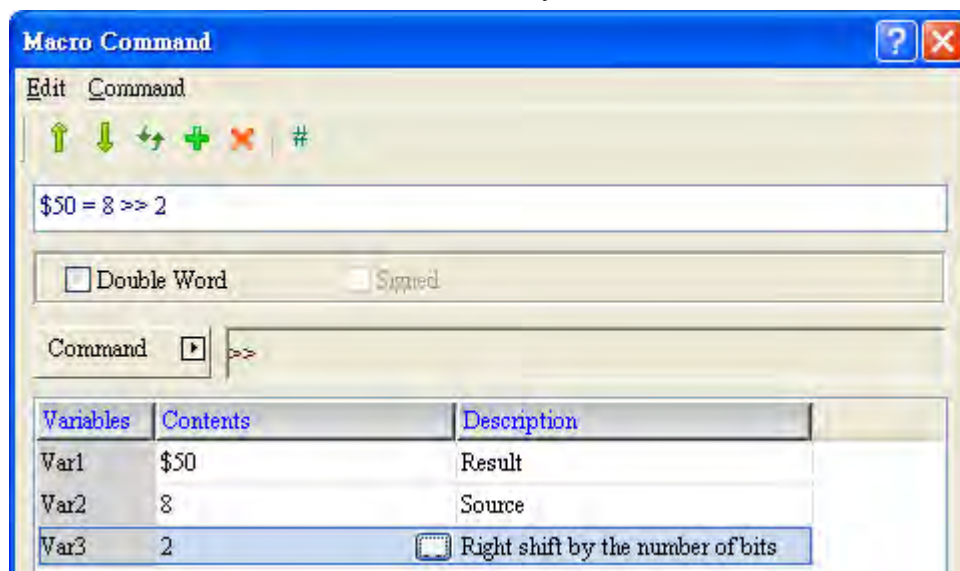 Macro Command
Edit Command
#
$50 = 8 >> 2
Double Word Signed
Command >>
Variables Contents Description
Var1 $50 Result
Var2 8 Source
Var3 2 ... Right shift by the number of bits